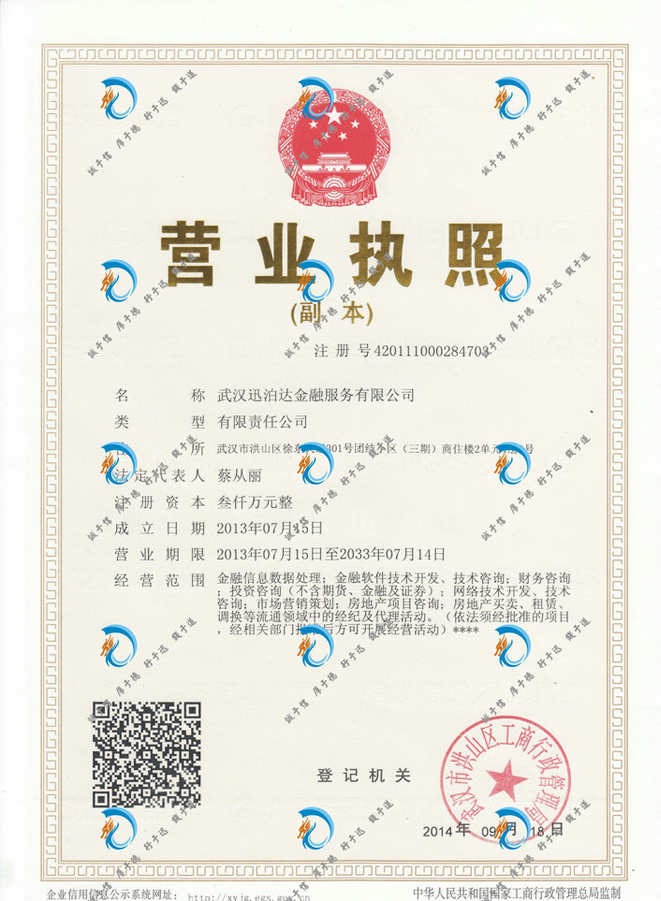 营业执照
(副 本)
注册号420111000284703
名 称 武汉迅泊达金融服务有限公司
类 型 有限责任公司
住 所 武汉市洪山区徐东 301号团结小区（三期）商住楼2单元 号
法定代表人 蔡从丽
注册资本 叁仟万元整
成立日期 2013年07月15日
营业期限 2013年07月15日至2033年07月14日
经营范围 金融信息数据处理；金融软件技术开发、技术咨询；财务咨询
；投资咨询（不含期货、金融及证券）；网络技术开发、技术
咨询；市场营销策划；房地产项目咨询；房地产买卖、租赁、
调换等流通领域中的经纪及代理活动。（依法须经批准的项目
，经相关部门批准后方可开展经营活动）****
登记机关
武汉市洪山区工商行政管理局
2014年 09月 18日
企业信用信息公示系统网址： http://xyjg.egs.gov.cn
中华人民共和国国家工商行政管理总局监制
诚于信 厚于德 行于迅 观于道